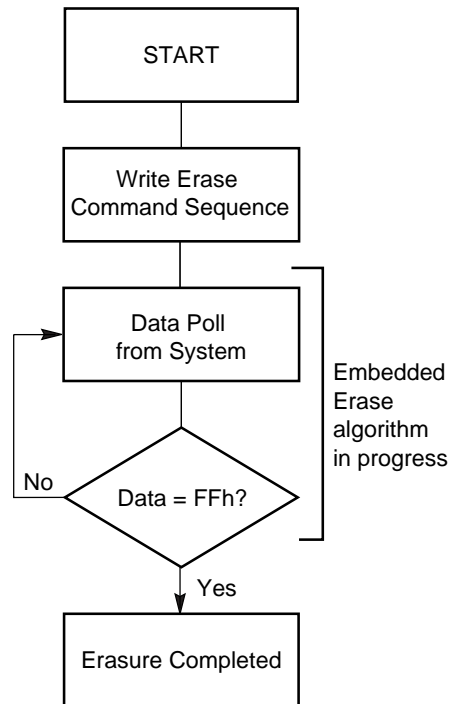 START
Write Erase
Command Sequence
Data Poll
from System
Embedded
Erase
algorithm
in progress
No
Data = FFh?
Yes
Erasure Completed